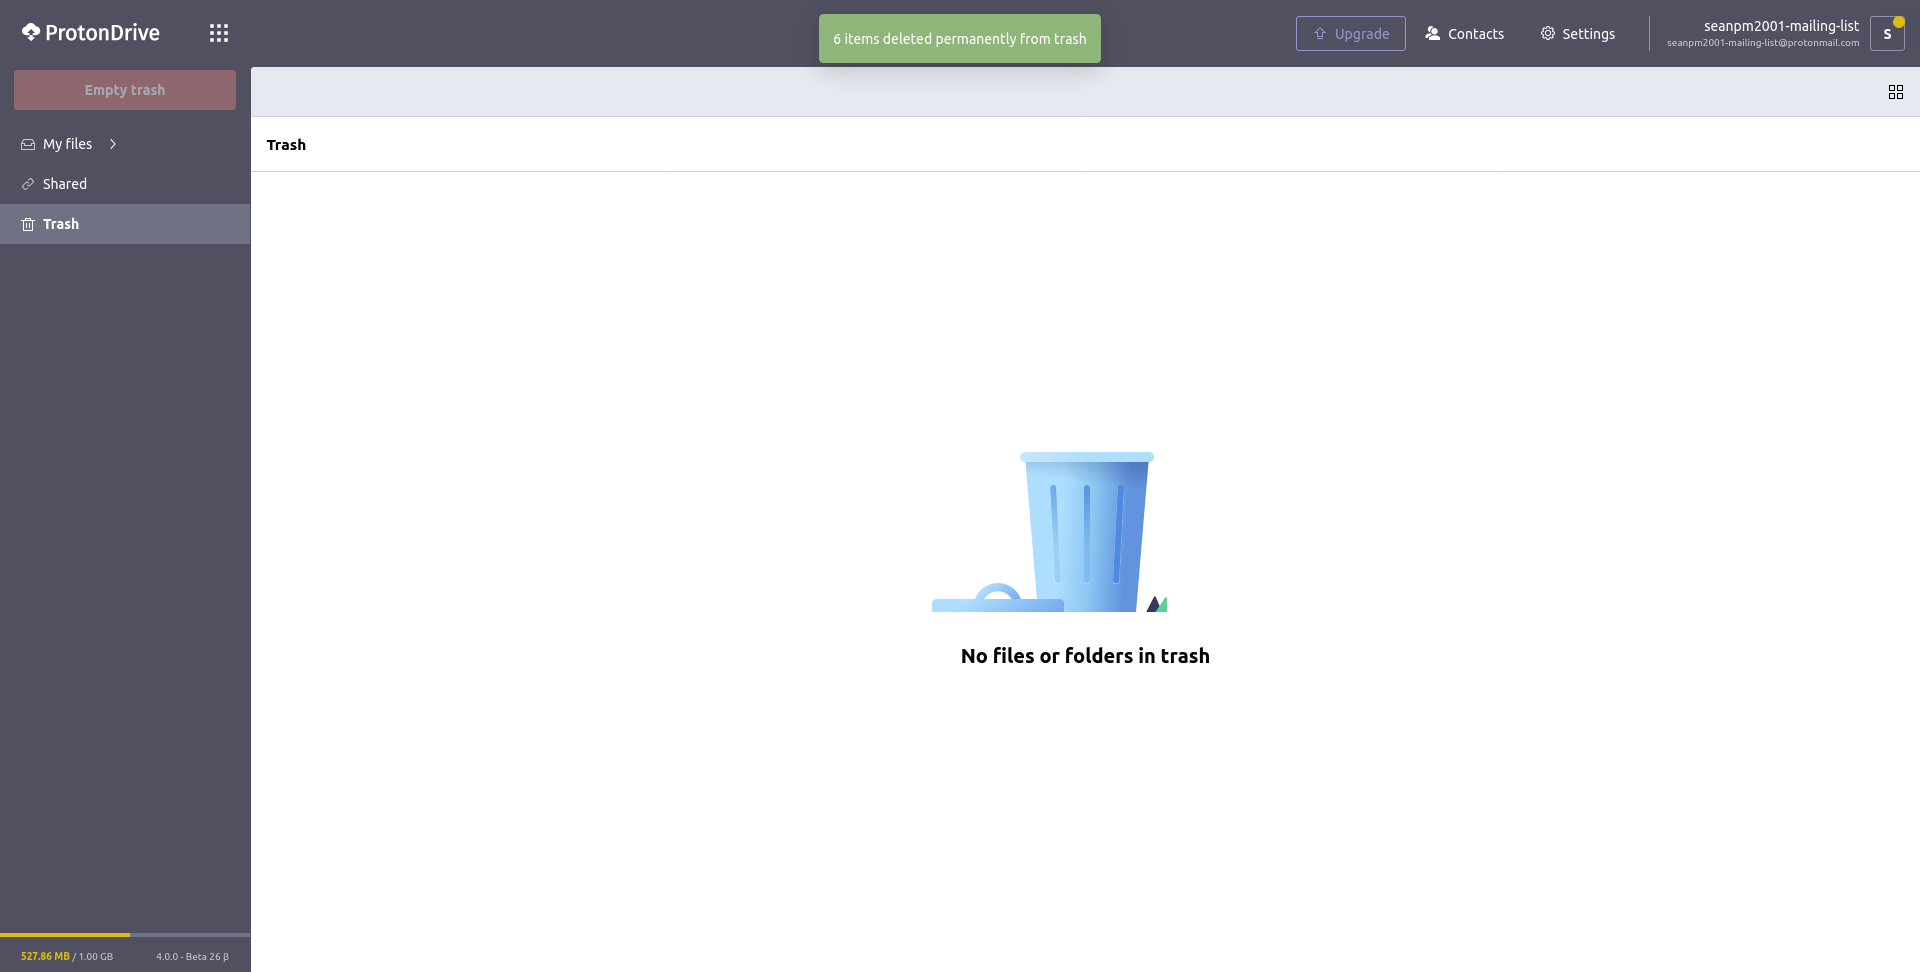 ProtonDrive
6 items deleted permanently from trash
Upgrade
Contacts
Settings
seanpm2001-mailing-list
seanpm2001-mailing-list@protonmail.com
S
Empty trash
My files
Shared
Trash
Trash
No files or folders in trash
527.86 MB / 1.00 GB
4.0.0 - Beta 26 β